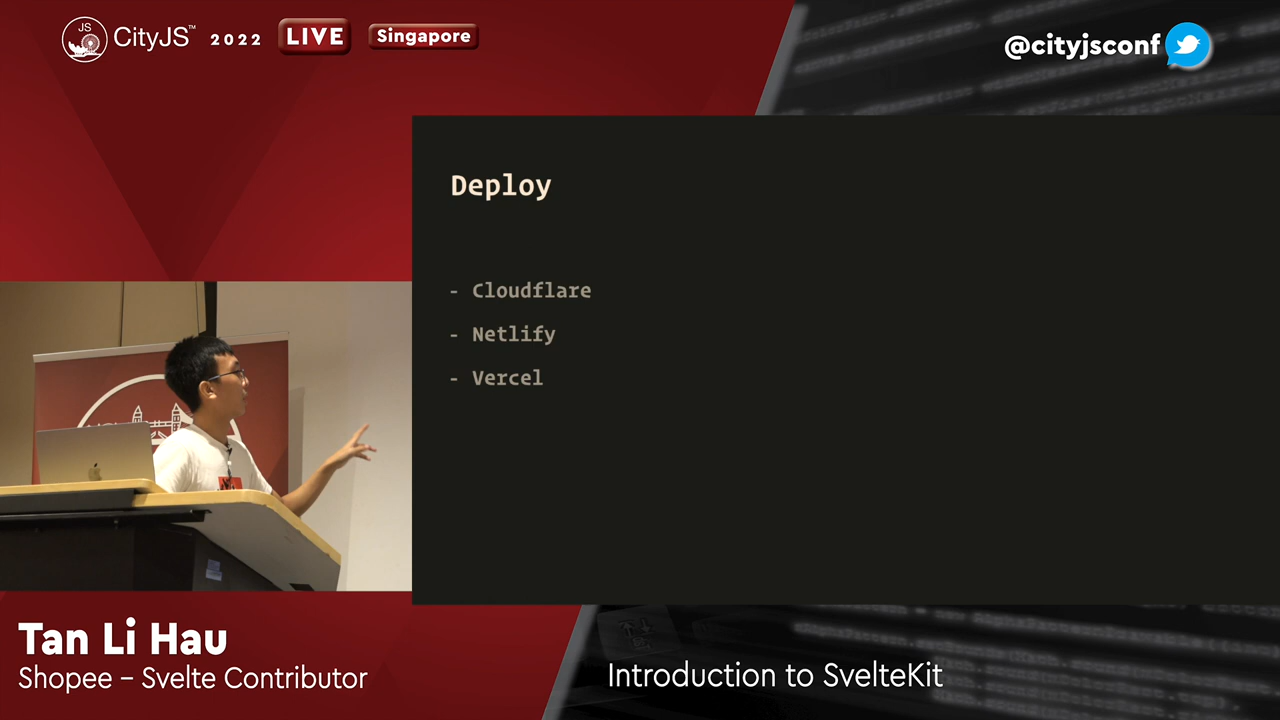 JS
CityJS™ 2022 LIVE Singapore
@cityjsconf
Deploy
- Cloudflare
- Netlify
- Vercel
Tan Li Hau
Shopee – Svelte Contributor
Introduction to SvelteKit